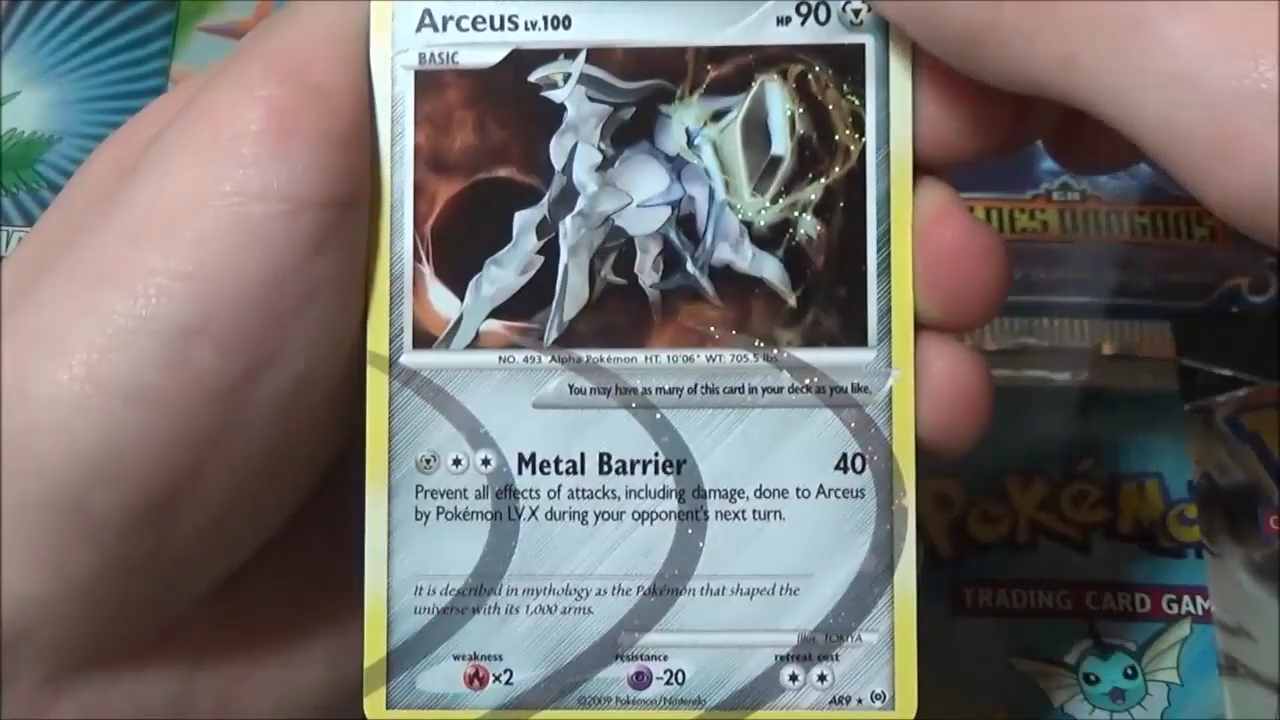 Arceus LV.100 HP 90
BASIC
NO. 493 Alpha Pokémon HT: 10'06" WT: 705.5 lbs.
You may have as many of this card in your deck as you like.
Metal Barrier 40
Prevent all effects of attacks, including damage, done to Arceus
by Pokémon LV.X during your opponent's next turn.
It is described in mythology as the Pokémon that shaped the
universe with its 1,000 arms.
Illus. TOKIYA
weakness resistance retreat cost
×2 -20
©2009 Pokémon/Nintendo AR9
DES DRAGONS
POKéMO
TRADING CARD GAM